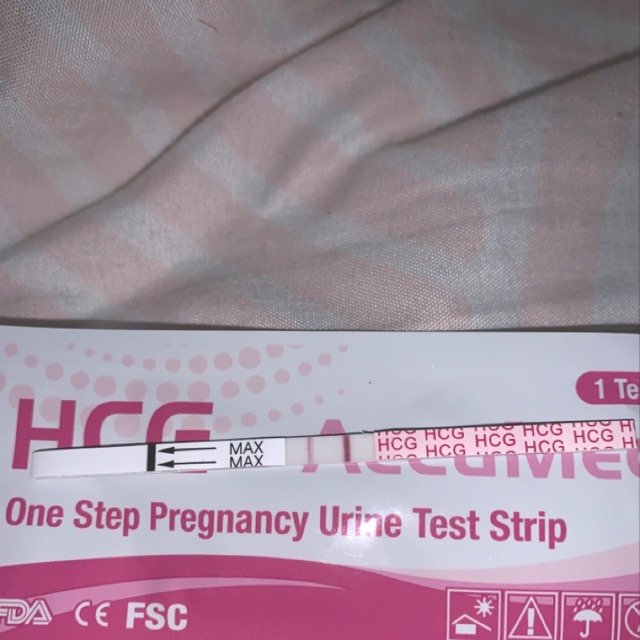 HCG AccuMed
1 Te
MAX
MAX
HCG HCG HCG HCG HCG
HCG HCG HCG HCG HCG
One Step Pregnancy Urine Test Strip
FDA CE FSC